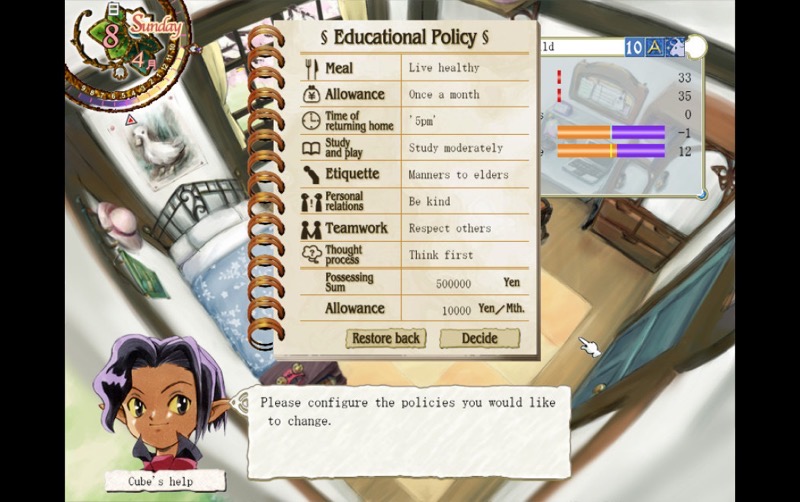 日
Sunday
8
4月
§ Educational Policy §
Meal Live healthy
Allowance Once a month
Time of returning home '5pm'
Study and play Study moderately
Etiquette Manners to elders
Personal relations Be kind
Teamwork Respect others
Thought process Think first
Possessing Sum 500000 Yen
Allowance 10000 Yen/Mth.
Restore back Decide
ld 10 A
33
35
s 0
-1
e 12
Please configure the policies you would like
to change.
Cube's help